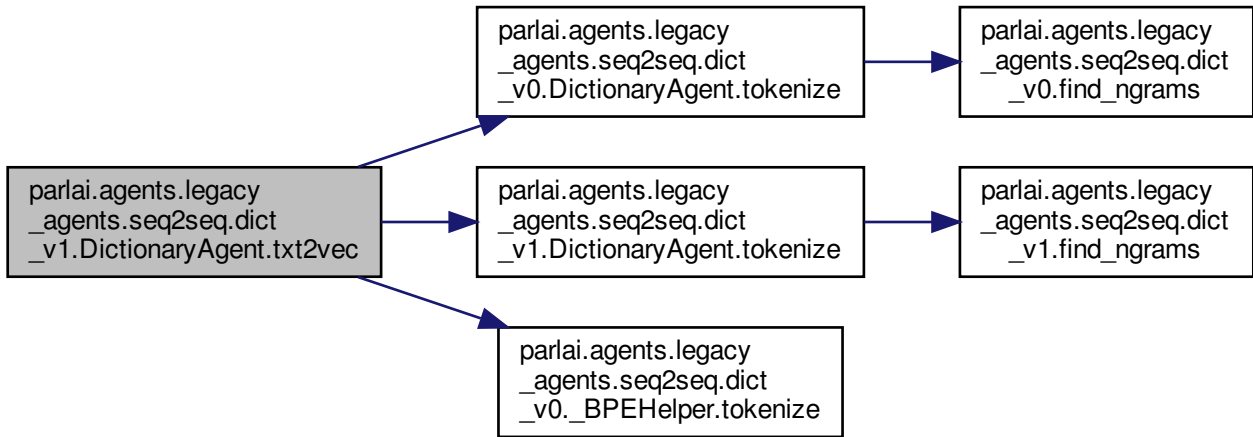 parlai.agents.legacy
_agents.seq2seq.dict
_v0.DictionaryAgent.tokenize
parlai.agents.legacy
_agents.seq2seq.dict
_v0.find_ngrams
parlai.agents.legacy
_agents.seq2seq.dict
_v1.DictionaryAgent.txt2vec
parlai.agents.legacy
_agents.seq2seq.dict
_v1.DictionaryAgent.tokenize
parlai.agents.legacy
_agents.seq2seq.dict
_v1.find_ngrams
parlai.agents.legacy
_agents.seq2seq.dict
_v0._BPEHelper.tokenize